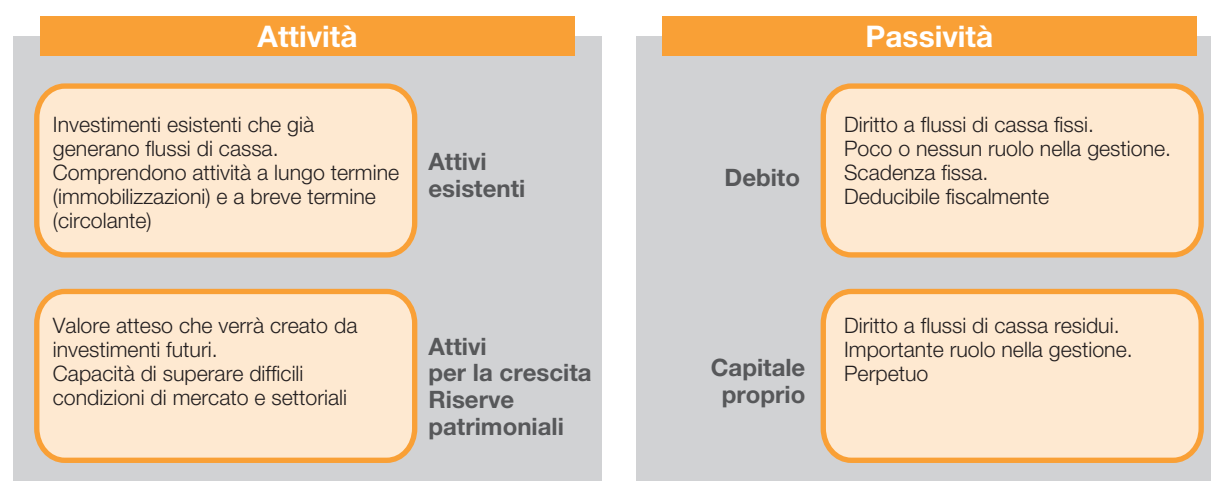 Attività
Investimenti esistenti che già
generano flussi di cassa.
Comprendono attività a lungo termine
(immobilizzazioni) e a breve termine
(circolante)
Attivi
esistenti
Valore atteso che verrà creato da
investimenti futuri.
Capacità di superare difficili
condizioni di mercato e settoriali
Attivi
per la crescita
Riserve
patrimoniali
Passività
Debito
Diritto a flussi di cassa fissi.
Poco o nessun ruolo nella gestione.
Scadenza fissa.
Deducibile fiscalmente
Capitale
proprio
Diritto a flussi di cassa residui.
Importante ruolo nella gestione.
Perpetuo